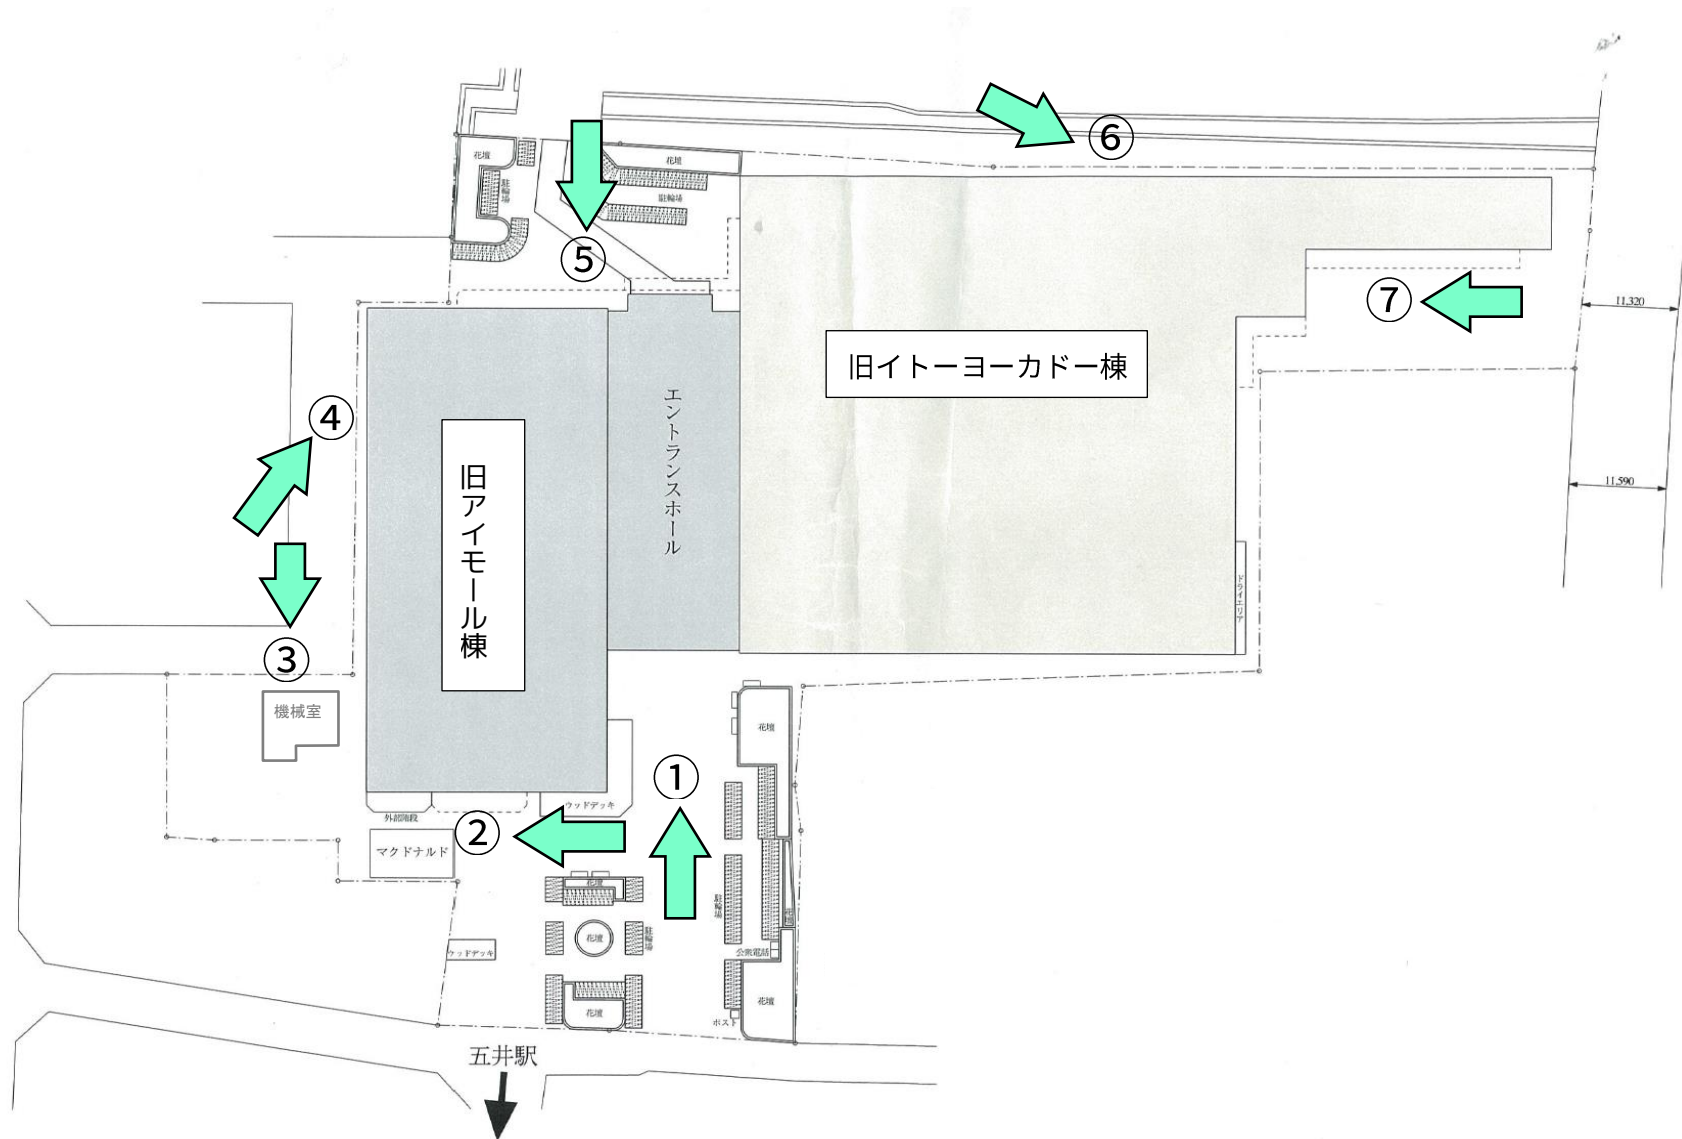 ⑥
花壇
花壇
駐輪場
駐輪場
⑤
⑦
11,320
旧イトーヨーカドー棟
エントランスホール
④
旧アイモール棟
11,590
ドライエリア
③
機械室
花壇
①
ウッドデッキ
外部階段
②
マクドナルド
花壇
駐輪場
花壇
花壇
駐輪場
ウッドデッキ
公衆電話
花壇
花壇
ポスト
五井駅